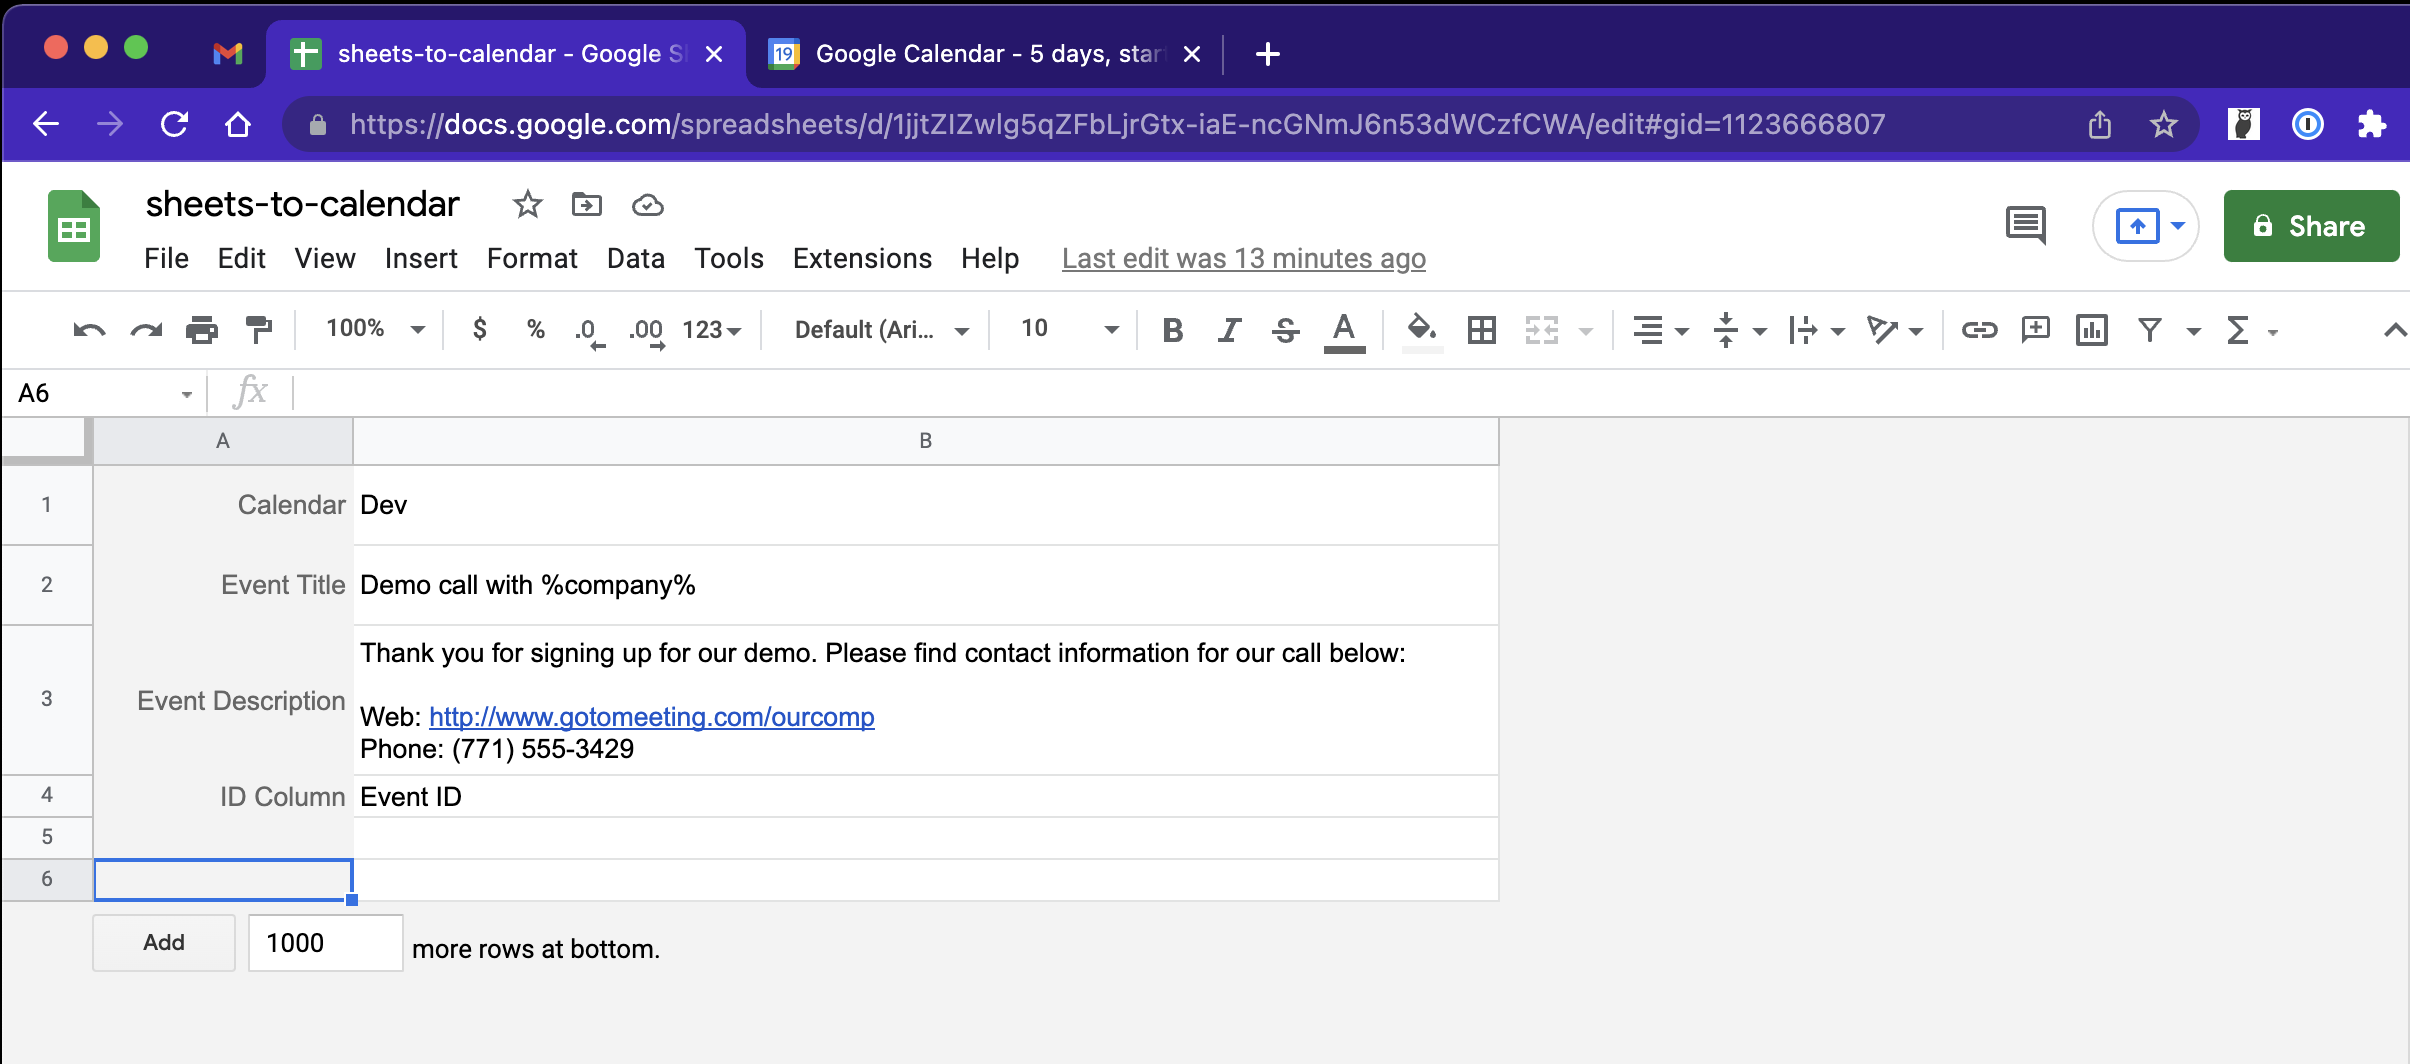 sheets-to-calendar - Google S
19 Google Calendar - 5 days, star
https://docs.google.com/spreadsheets/d/1jjtZIZwlg5qZFbLjrGtx-iaE-ncGNmJ6n53dWCzfCWA/edit#gid=1123666807
sheets-to-calendar
Share
File Edit View Insert Format Data Tools Extensions Help Last edit was 13 minutes ago
100% $ % .0 .00 123 Default (Ari... 10 B I S A Σ
A6 fx
A B
1 Calendar Dev
2 Event Title Demo call with %company%
Thank you for signing up for our demo. Please find contact information for our call below:
3 Event Description
Web: http://www.gotomeeting.com/ourcomp
Phone: (771) 555-3429
4 ID Column Event ID
5
6
Add 1000 more rows at bottom.